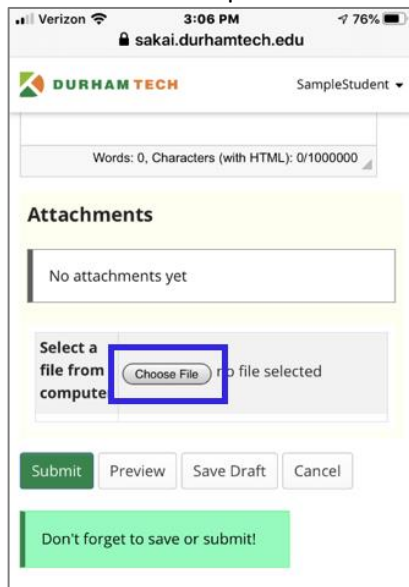 Verizon 3:06 PM 76%
sakai.durhamtech.edu
DURHAM TECH SampleStudent
Words: 0, Characters (with HTML): 0/1000000
Attachments
No attachments yet
Select a
file from
compute
Choose File no file selected
Submit Preview Save Draft Cancel
Don't forget to save or submit!